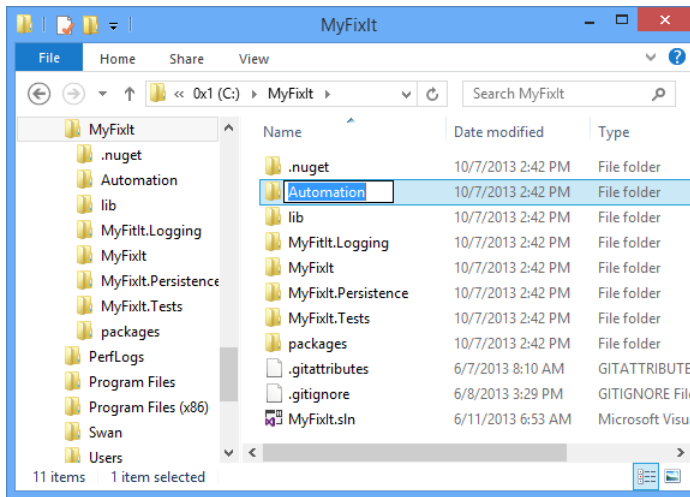 MyFixIt
File Home Share View
« 0x1 (C:) MyFixIt Search MyFixIt
MyFixIt
.nuget
Automation
lib
MyFitIt.Logging
MyFixIt
MyFixIt.Persistence
MyFixIt.Tests
packages
PerfLogs
Program Files
Program Files (x86)
Swan
Users
Name Date modified Type
.nuget 10/7/2013 2:42 PM File folder
Automation 10/7/2013 2:42 PM File folder
lib 10/7/2013 2:42 PM File folder
MyFitIt.Logging 10/7/2013 2:42 PM File folder
MyFixIt 10/7/2013 2:42 PM File folder
MyFixIt.Persistence 10/7/2013 2:42 PM File folder
MyFixIt.Tests 10/7/2013 2:42 PM File folder
packages 10/7/2013 2:42 PM File folder
.gitattributes 6/7/2013 8:10 AM GITATTRIBUTE
.gitignore 6/8/2013 3:29 PM GITIGNORE File
MyFixIt.sln 6/11/2013 6:53 AM Microsoft Visu
11 items 1 item selected